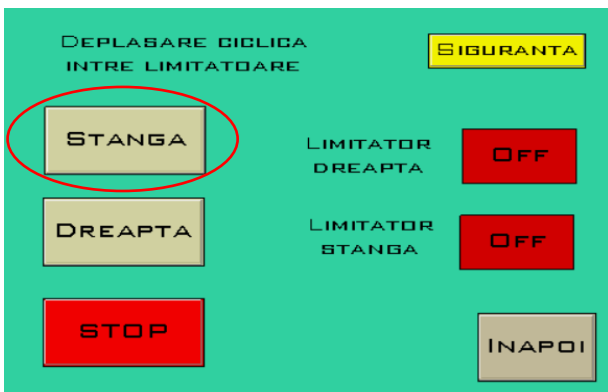 DEPLASARE CICLICA
INTRE LIMITATOARE
SIGURANTA
STANGA
LIMITATOR
DREAPTA
OFF
DREAPTA
LIMITATOR
STANGA
OFF
STOP
INAPOI